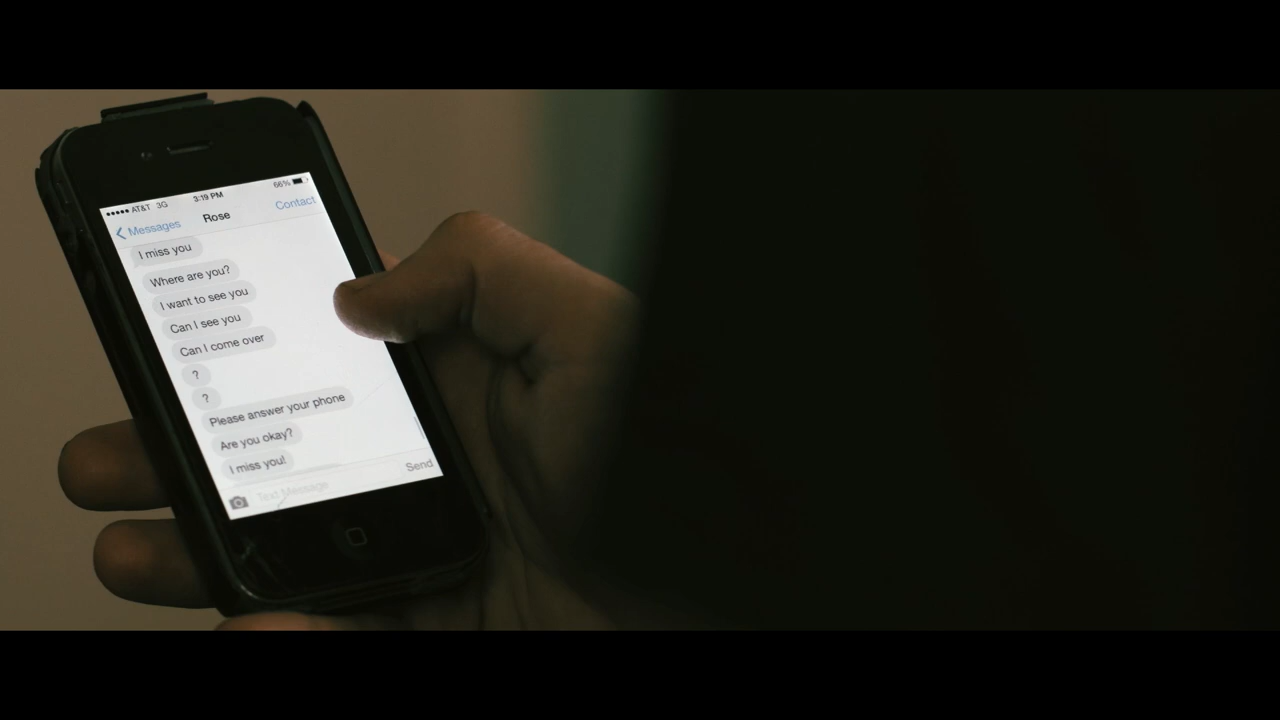 ●●●●● AT&T 3G 3:19 PM 66%
Messages Rose Contact
I miss you
Where are you?
I want to see you
Can I see you
Can I come over
?
?
Please answer your phone
Are you okay?
I miss you!
Text Message Send